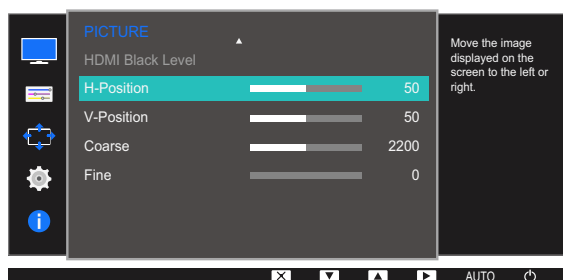 PICTURE
HDMI Black Level
H-Position 50
V-Position 50
Coarse 2200
Fine 0
Move the image
displayed on the
screen to the left or
right.
AUTO